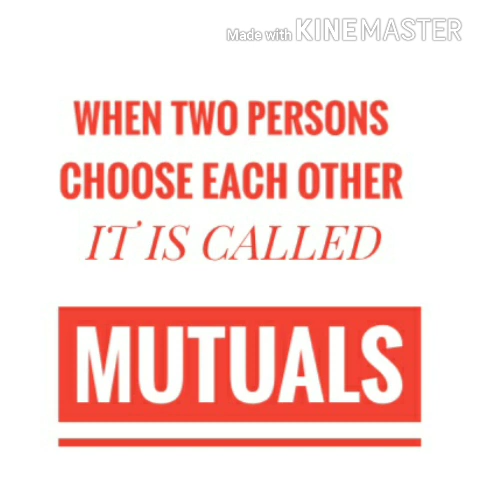 Made with KINEMASTER
WHEN TWO PERSONS
CHOOSE EACH OTHER
IT IS CALLED
MUTUALS